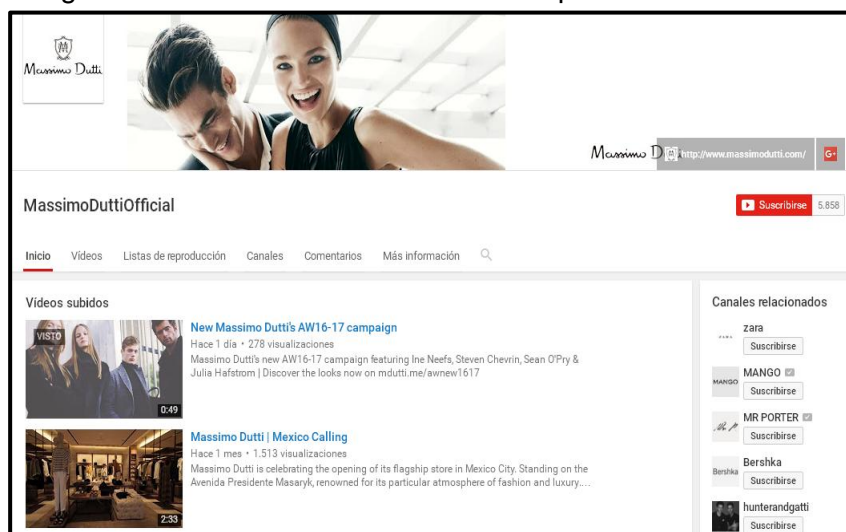 Massimo Dutti
Massimo D http://www.massimodutti.com/ G+
MassimoDuttiOfficial
Suscribirse 5.858
Inicio Vídeos Listas de reproducción Canales Comentarios Más información
Vídeos subidos
VISTO
0:49
New Massimo Dutti's AW16-17 campaign
Hace 1 día • 278 visualizaciones
Massimo Dutti's new AW16-17 campaign featuring Ine Neefs, Steven Chevrin, Sean O'Pry &
Julia Hafstrom | Discover the looks now on mdutti.me/awnew1617
2:33
Massimo Dutti | Mexico Calling
Hace 1 mes • 1.513 visualizaciones
Massimo Dutti is celebrating the opening of its flagship store in Mexico City. Standing on the
Avenida Presidente Masaryk, renowned for its particular atmosphere of fashion and luxury....
Canales relacionados
zara
Suscribirse
MANGO
MANGO
Suscribirse
MR PORTER
Suscribirse
Bershka
Bershka
Suscribirse
hunterandgatti
Suscribirse